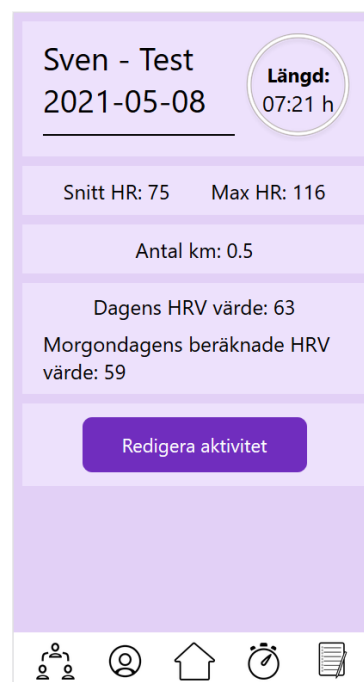 Sven - Test
2021-05-08
Längd:
07:21 h
Snitt HR: 75 Max HR: 116
Antal km: 0.5
Dagens HRV värde: 63
Morgondagens beräknade HRV
värde: 59
Redigera aktivitet